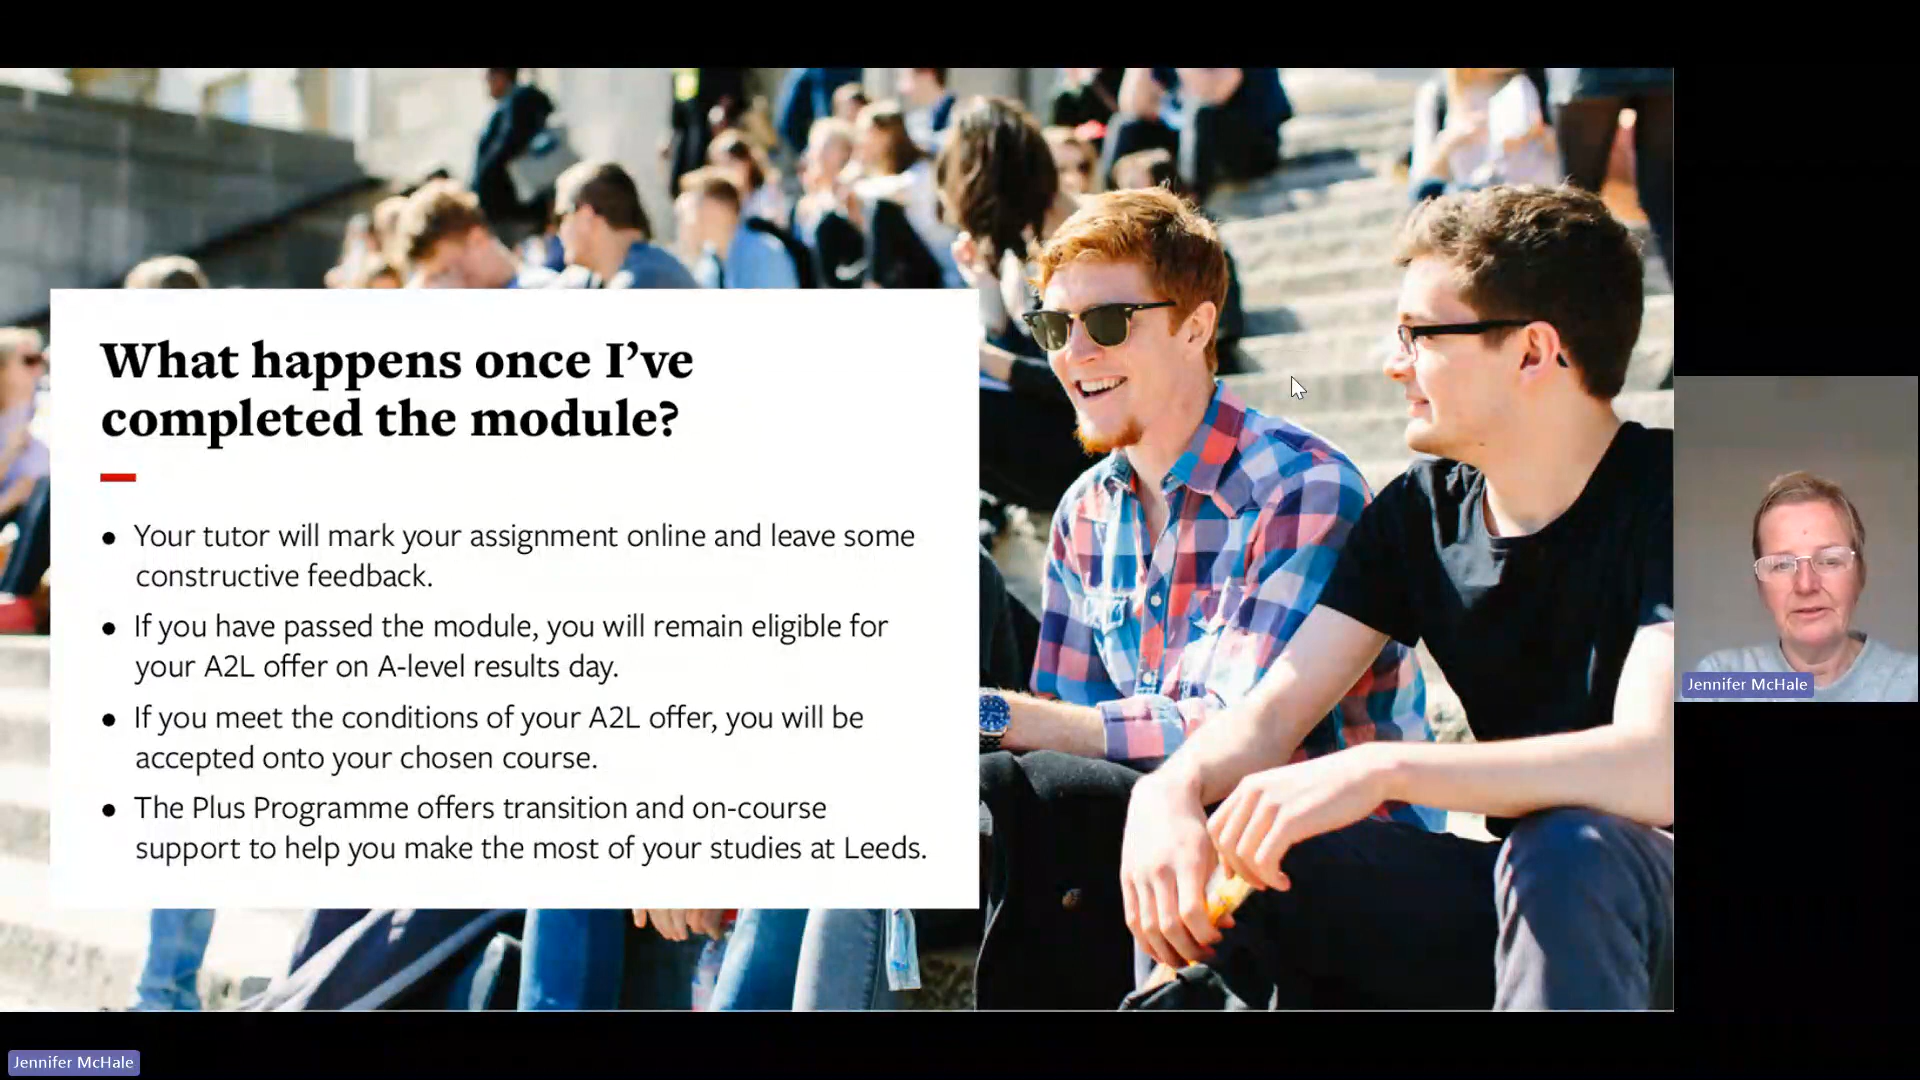 What happens once I’ve
completed the module?
● Your tutor will mark your assignment online and leave some
constructive feedback.
● If you have passed the module, you will remain eligible for
your A2L offer on A-level results day.
● If you meet the conditions of your A2L offer, you will be
accepted onto your chosen course.
● The Plus Programme offers transition and on-course
support to help you make the most of your studies at Leeds.
Jennifer McHale
Jennifer McHale